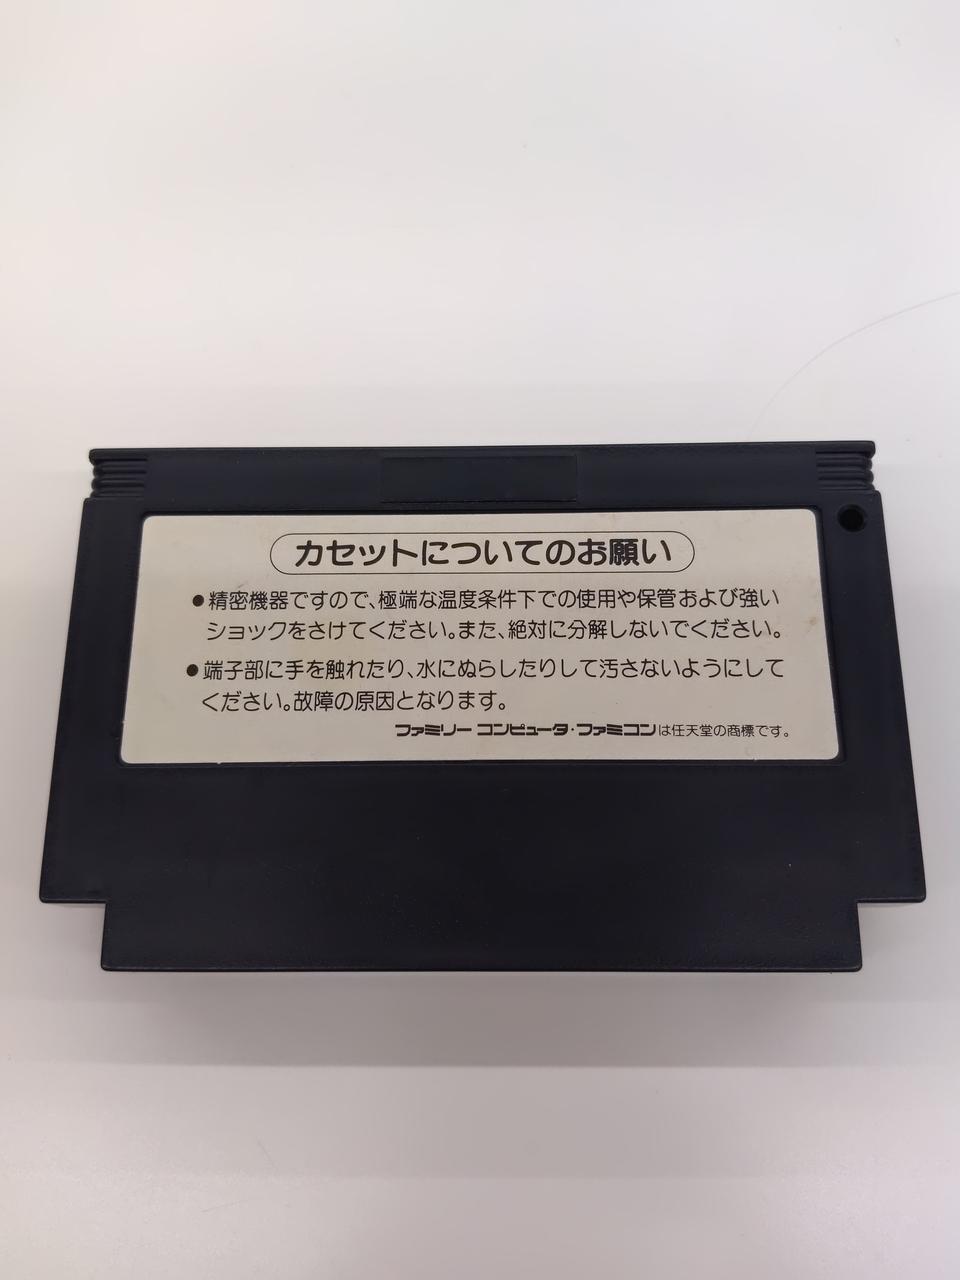 カセットについてのお願い
●精密機器ですので、極端な温度条件下での使用や保管および強い
ショックをさけてください。また、絶対に分解しないでください。
●端子部に手を触れたり、水にぬらしたりして汚さないようにして
ください。故障の原因となります。
ファミリー コンピュータ・ファミコンは任天堂の商標です。